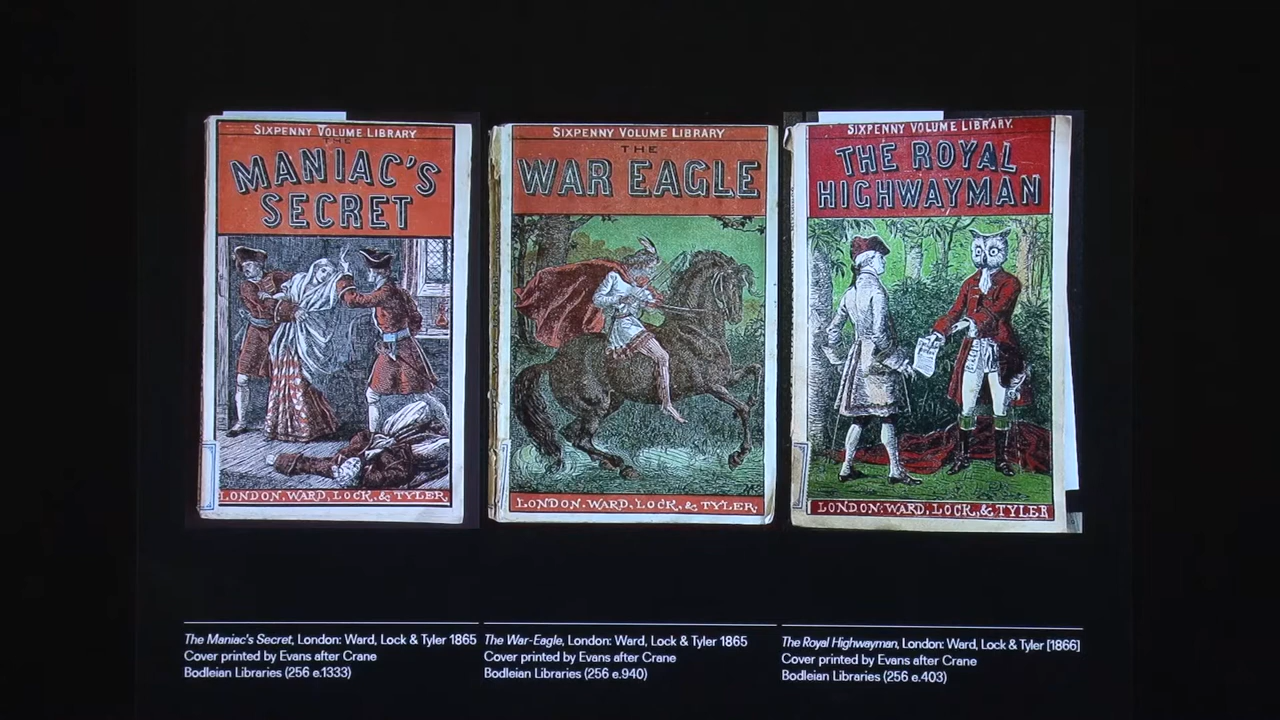 SIXPENNY VOLUME LIBRARY
THE
MANIAC'S
SECRET
LONDON, WARD, LOCK, & TYLER.
SIXPENNY VOLUME LIBRARY
THE
WAR EAGLE
LONDON. WARD, LOCK, & TYLER.
SIXPENNY VOLUME LIBRARY.
THE ROYAL
HIGHWAYMAN
LONDON: WARD, LOCK, & TYLER
The Maniac's Secret, London: Ward, Lock & Tyler 1865
Cover printed by Evans after Crane
Bodleian Libraries (256 e.1333)
The War-Eagle, London: Ward, Lock & Tyler 1865
Cover printed by Evans after Crane
Bodleian Libraries (256 e.940)
The Royal Highwayman, London: Ward, Lock & Tyler [1866]
Cover printed by Evans after Crane
Bodleian Libraries (256 e.403)